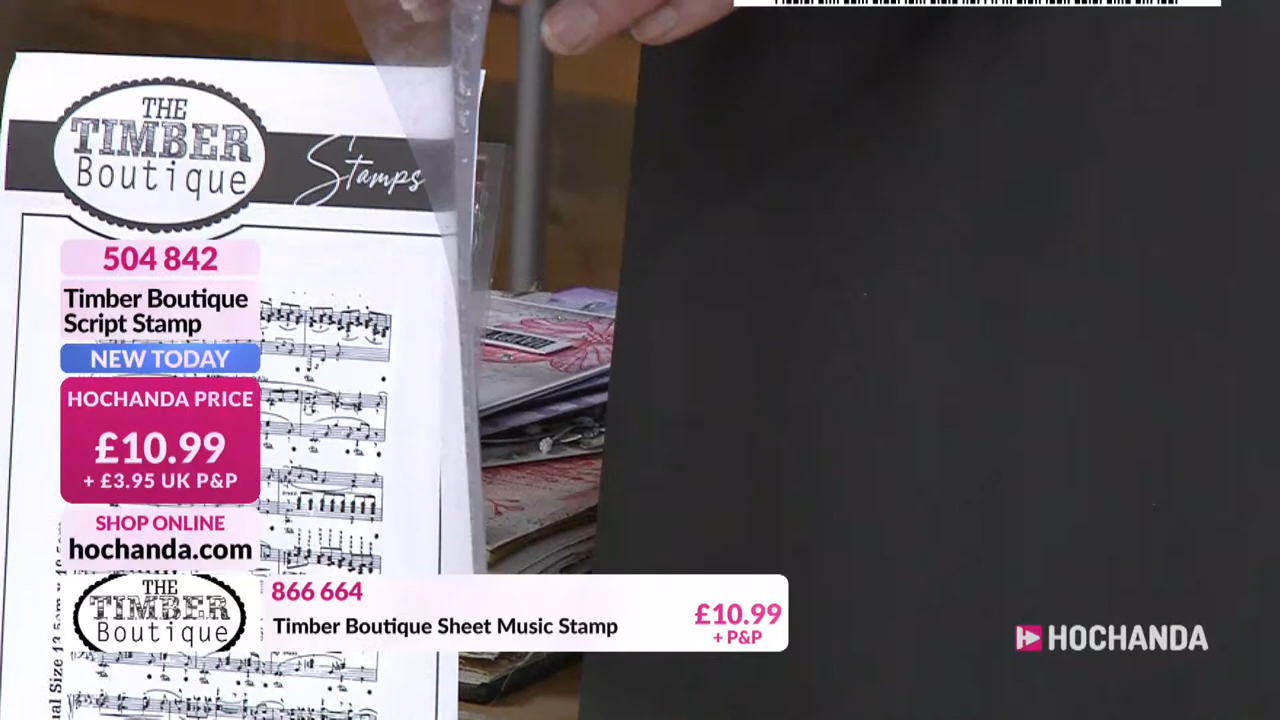 THE
TIMBER
Boutique
Stamps
504 842
Timber Boutique
Script Stamp
NEW TODAY
HOCHANDA PRICE
£10.99
+ £3.95 UK P&P
SHOP ONLINE
hochanda.com
THE
TIMBER
Boutique
866 664
Timber Boutique Sheet Music Stamp
£10.99
+ P&P
HOCHANDA